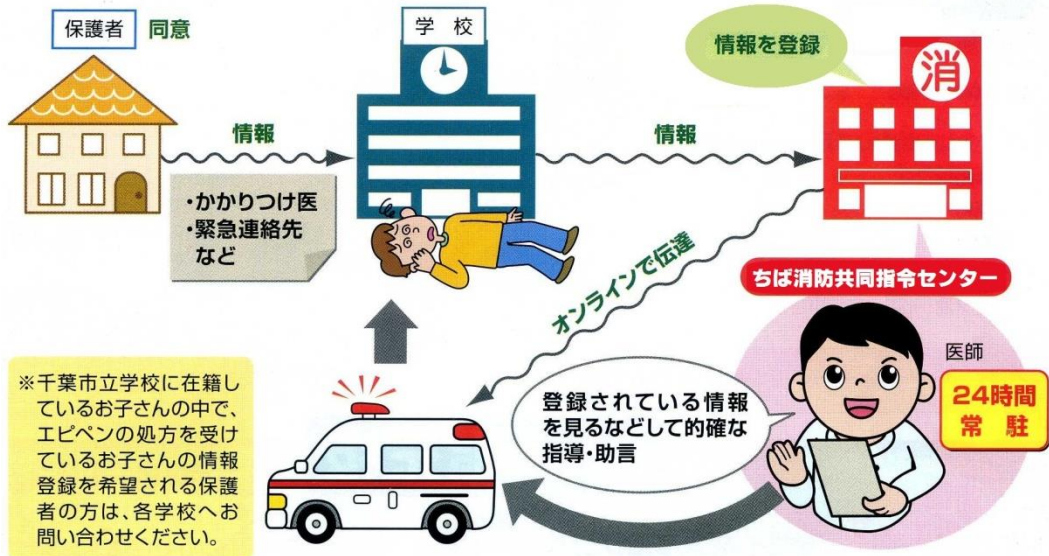 保護者
同意
学校
情報を登録
消
情報
情報
・かかりつけ医
・緊急連絡先
など
オンラインで伝達
ちば消防共同指令センター
医師
24時間
常駐
登録されている情報
を見るなどして的確な
指導・助言
※千葉市立学校に在籍し
ているお子さんの中で、
エピペンの処方を受け
ているお子さんの情報
登録を希望される保護
者の方は、各学校へお
問い合わせください。